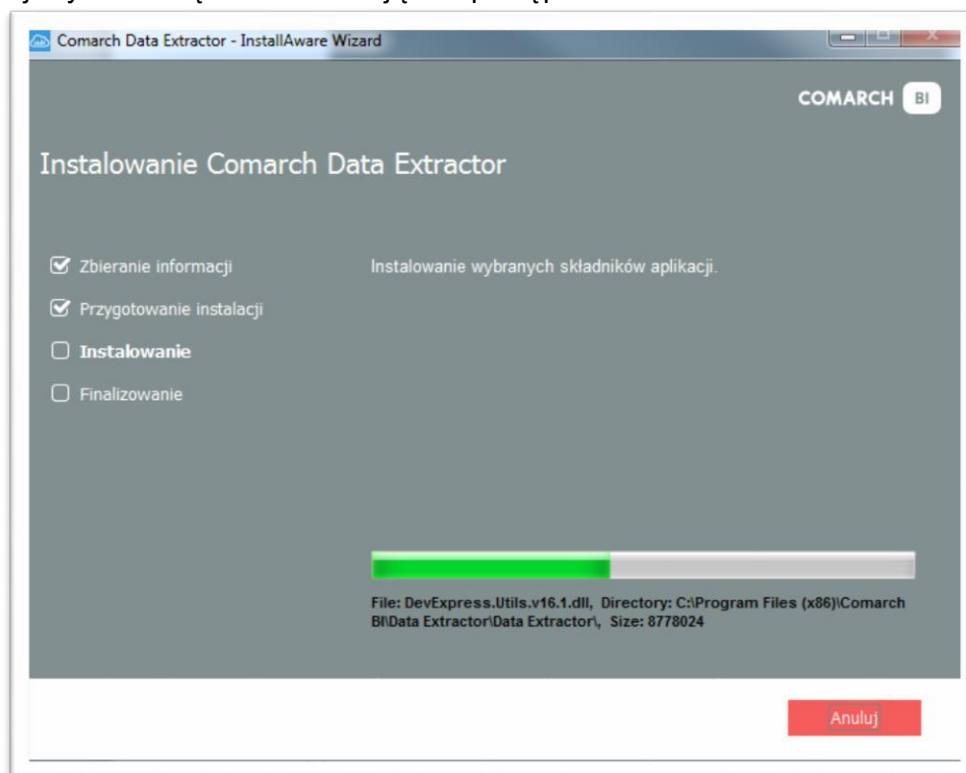 Comarch Data Extractor - InstallAware Wizard
COMARCH BI
Instalowanie Comarch Data Extractor
Zbieranie informacji
Instalowanie wybranych składników aplikacji.
Przygotowanie instalacji
Instalowanie
Finalizowanie
File: DevExpress.Utils.v16.1.dll, Directory: C:\Program Files (x86)\Comarch
BI\Data Extractor\Data Extractor\, Size: 8778024
Anuluj